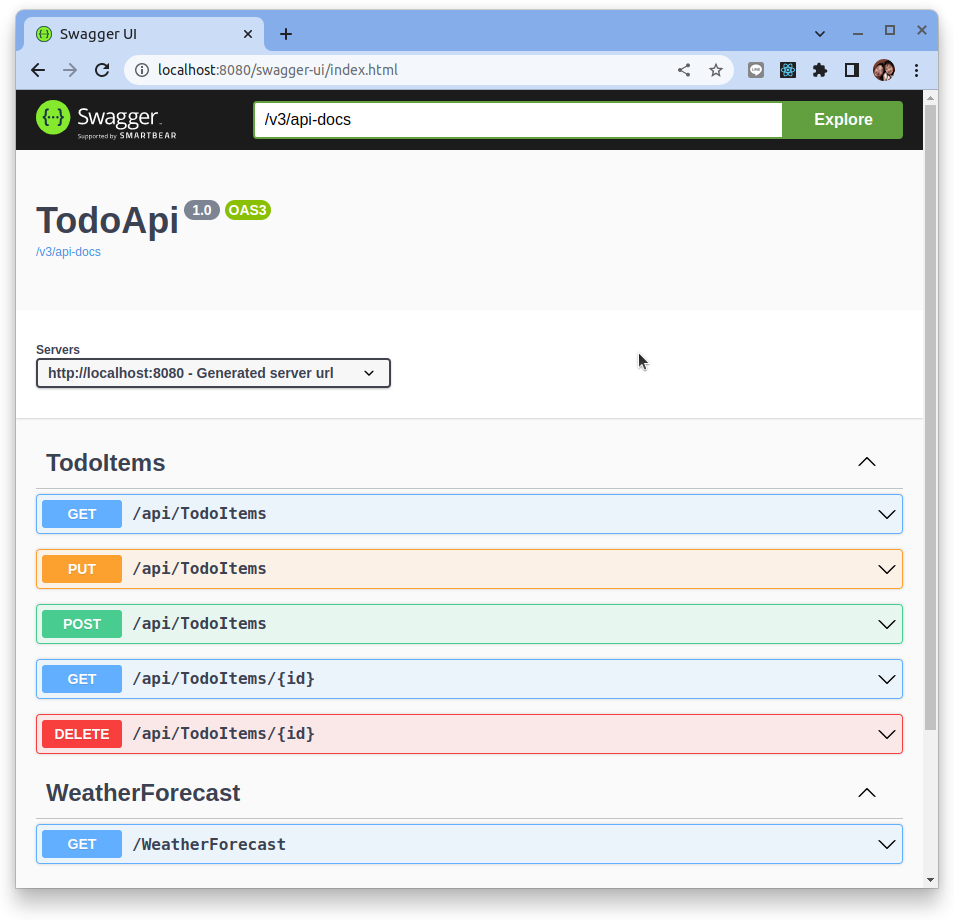 Swagger UI
localhost:8080/swagger-ui/index.html
Swagger
Supported by SMARTBEAR
/v3/api-docs
Explore
TodoApi 1.0 OAS3
/v3/api-docs
Servers
http://localhost:8080 - Generated server url
TodoItems
GET /api/TodoItems
PUT /api/TodoItems
POST /api/TodoItems
GET /api/TodoItems/{id}
DELETE /api/TodoItems/{id}
WeatherForecast
GET /WeatherForecast